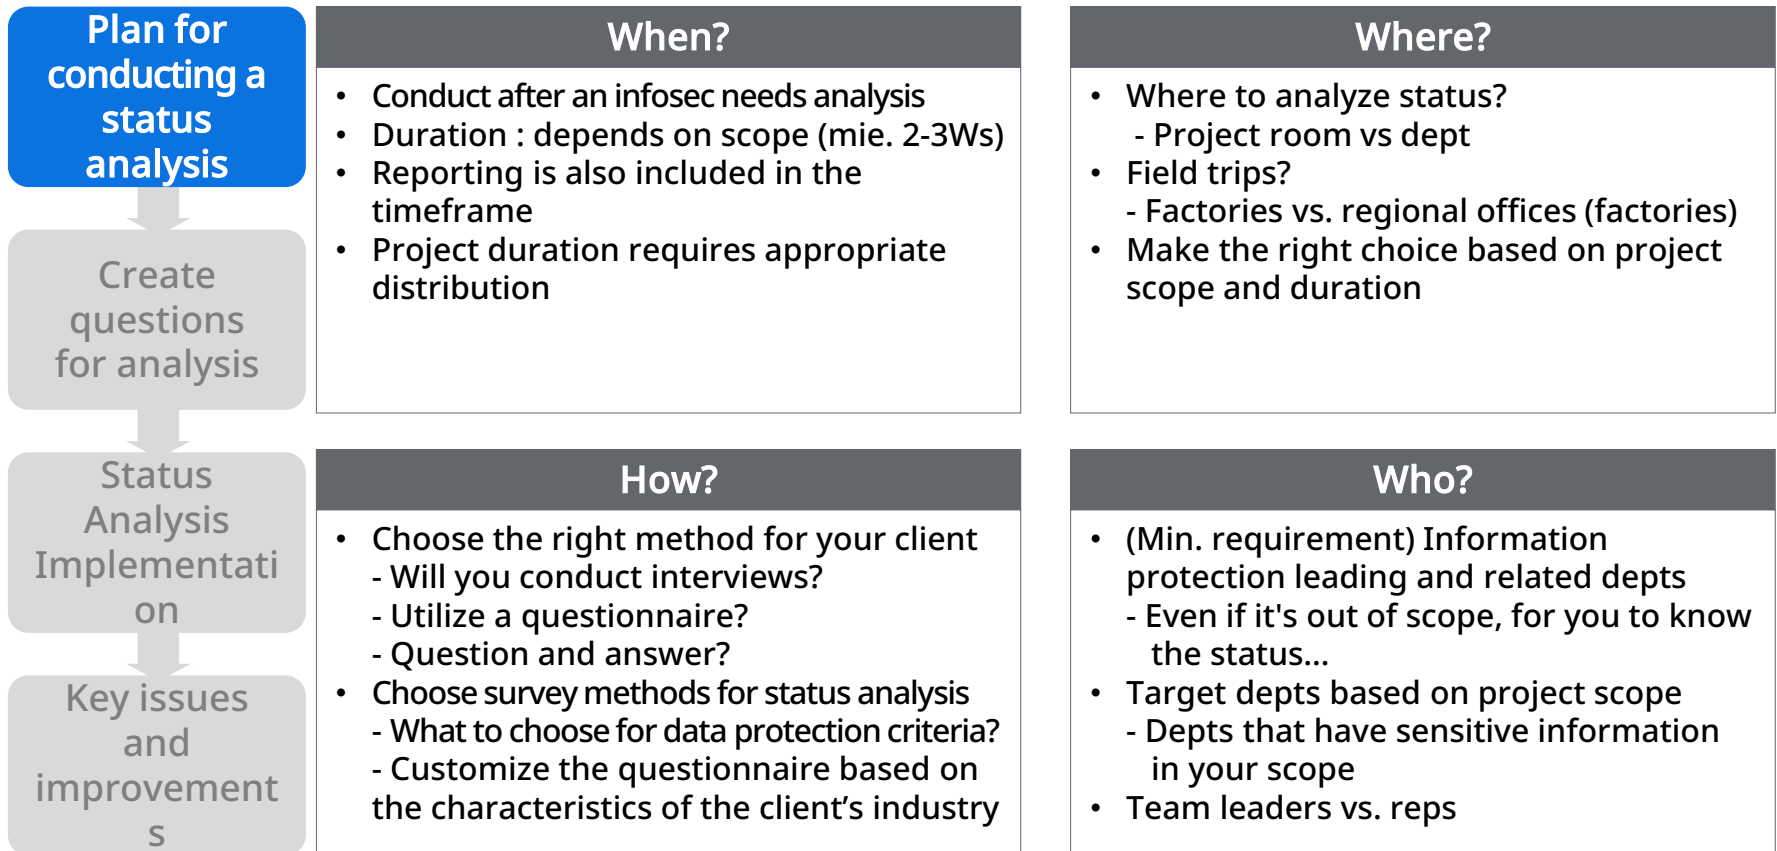 Plan for
conducting a
status
analysis
Create
questions
for analysis
Status
Analysis
Implementati
on
Key issues
and
improvement
s
When?
• Conduct after an infosec needs analysis
• Duration : depends on scope (mie. 2-3Ws)
• Reporting is also included in the
timeframe
• Project duration requires appropriate
distribution
Where?
• Where to analyze status?
- Project room vs dept
• Field trips?
- Factories vs. regional offices (factories)
• Make the right choice based on project
scope and duration
How?
• Choose the right method for your client
- Will you conduct interviews?
- Utilize a questionnaire?
- Question and answer?
• Choose survey methods for status analysis
- What to choose for data protection criteria?
- Customize the questionnaire based on
the characteristics of the client’s industry
Who?
• (Min. requirement) Information
protection leading and related depts
- Even if it's out of scope, for you to know
the status...
• Target depts based on project scope
- Depts that have sensitive information
in your scope
• Team leaders vs. reps